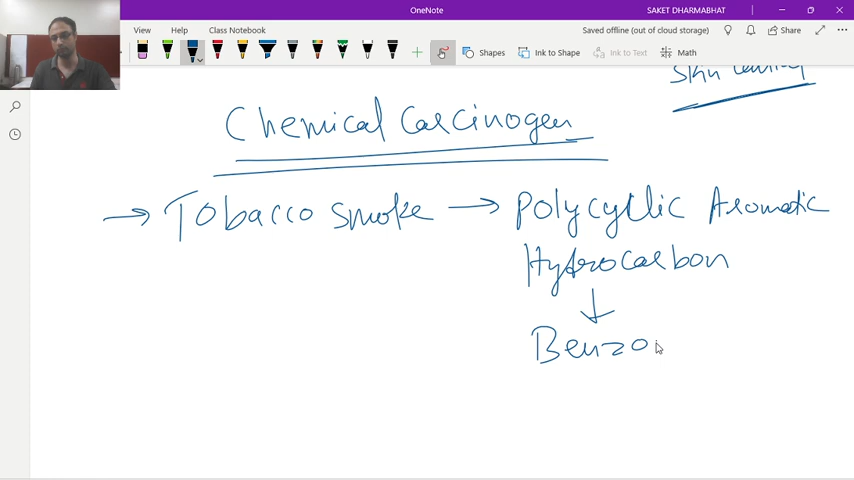 OneNote
SAKET DHARMABHAT
View Help Class Notebook
Saved offline (out of cloud storage)
Share
Shapes Ink to Shape Ink to Text Math
Skin
Chemical Carcinogen
→ Tobacco smoke → Polycyclic Aromatic
Hydrocarbon
↓
Benzo